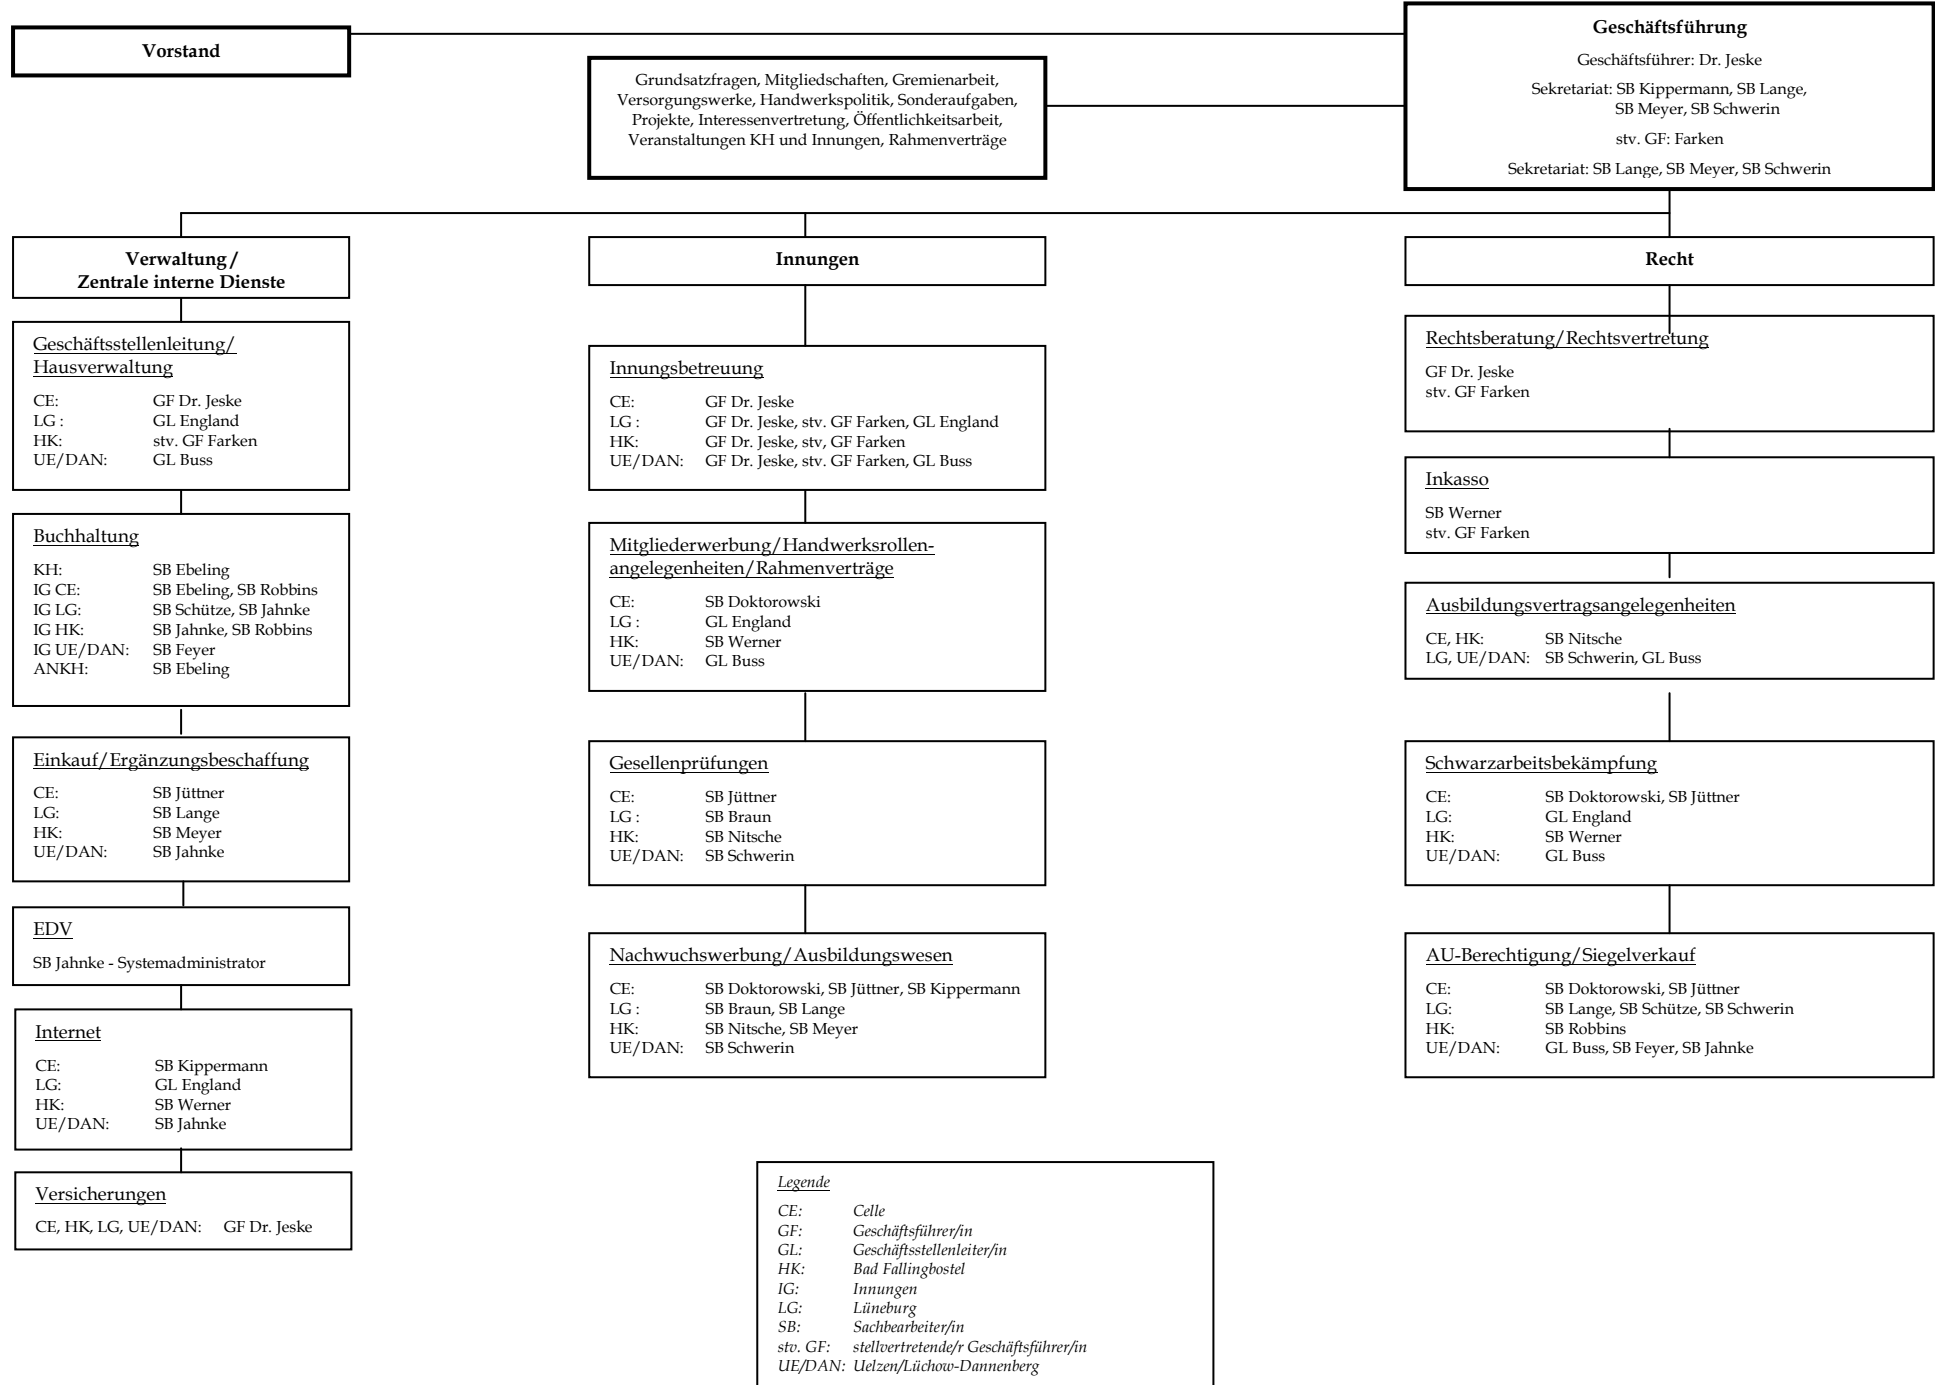 Vorstand
Geschäftsführung
Geschäftsführer: Dr. Jeske
Sekretariat: SB Kippermann, SB Lange,
SB Meyer, SB Schwerin
stv. GF: Farken
Sekretariat: SB Lange, SB Meyer, SB Schwerin
Grundsatzfragen, Mitgliedschaften, Gremienarbeit,
Versorgungswerke, Handwerkspolitik, Sonderaufgaben,
Projekte, Interessenvertretung, Öffentlichkeitsarbeit,
Veranstaltungen KH und Innungen, Rahmenverträge
Verwaltung/
Zentrale interne Dienste
Geschäftsstellenleitung/
Hausverwaltung
CE: GF Dr. Jeske
LG : GL England
HK: stv. GF Farken
UE/DAN: GL Buss
Buchhaltung
KH: SB Ebeling
IG CE: SB Ebeling, SB Robbins
IG LG: SB Schütze, SB Jahnke
IG HK: SB Jahnke, SB Robbins
IG UE/DAN: SB Feyer
ANKH: SB Ebeling
Einkauf/Ergänzungsbeschaffung
CE: SB Jüttner
LG: SB Lange
HK: SB Meyer
UE/DAN: SB Jahnke
EDV
SB Jahnke - Systemadministrator
Internet
CE: SB Kippermann
LG: GL England
HK: SB Werner
UE/DAN: SB Jahnke
Versicherungen
CE, HK, LG, UE/DAN: GF Dr. Jeske
Innungen
Innungsbetreuung
CE: GF Dr. Jeske
LG : GF Dr. Jeske, stv. GF Farken, GL England
HK: GF Dr. Jeske, stv, GF Farken
UE/DAN: GF Dr. Jeske, stv. GF Farken, GL Buss
Mitgliederwerbung/Handwerksrollen-
angelegenheiten/Rahmenverträge
CE: SB Doktorowski
LG : GL England
HK: SB Werner
UE/DAN: GL Buss
Gesellenprüfungen
CE: SB Jüttner
LG : SB Braun
HK: SB Nitsche
UE/DAN: SB Schwerin
Nachwuchswerbung/Ausbildungswesen
CE: SB Doktorowski, SB Jüttner, SB Kippermann
LG : SB Braun, SB Lange
HK: SB Nitsche, SB Meyer
UE/DAN: SB Schwerin
Recht
Rechtsberatung/Rechtsvertretung
GF Dr. Jeske
stv. GF Farken
Inkasso
SB Werner
stv. GF Farken
Ausbildungsvertragsangelegenheiten
CE, HK: SB Nitsche
LG, UE/DAN: SB Schwerin, GL Buss
Schwarzarbeitsbekämpfung
CE: SB Doktorowski, SB Jüttner
LG: GL England
HK: SB Werner
UE/DAN: GL Buss
AU-Berechtigung/Siegelverkauf
CE: SB Doktorowski, SB Jüttner
LG: SB Lange, SB Schütze, SB Schwerin
HK: SB Robbins
UE/DAN: GL Buss, SB Feyer, SB Jahnke
Legende
CE: Celle
GF: Geschäftsführer/in
GL: Geschäftsstellenleiter/in
HK: Bad Fallingbostel
IG: Innungen
LG: Lüneburg
SB: Sachbearbeiter/in
stv. GF: stellvertretende/r Geschäftsführer/in
UE/DAN: Uelzen/Lüchow-Dannenberg